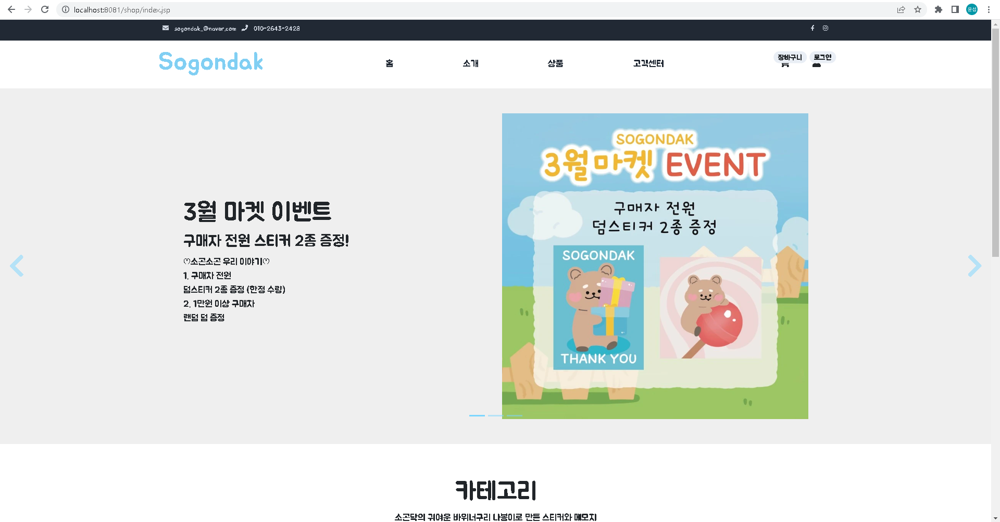 localhost:8081/shop/index.jsp
윤섭
sogondak_@naver.com 010-2643-2428
Sogondak
홈 소개 상품 고객센터
장바구니 로그인
3월 마켓 이벤트
구매자 전원 스티커 2종 증정!
♡소곤소곤 우리 이야기♡
1. 구매자 전원
덤스티커 2종 증정 (한정 수량)
2. 1만원 이상 구매자
랜덤 덤 증정
SOGONDAK
3월마켓 EVENT
구매자 전원
덤스티커 2종 증정
SOGONDAK
THANK YOU
카테고리
소곤닥의 귀여운 바위너구리 나봉이로 만든 스티커와 메모지